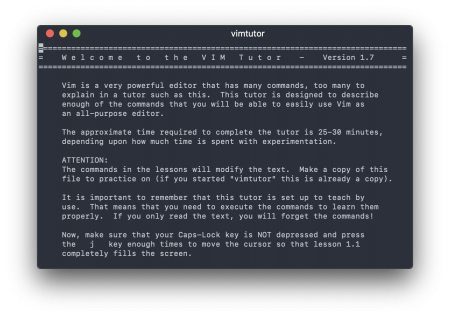 vimtutor
===============================================================================
=    W e l c o m e   t o   t h e   V I M   T u t o r    -    Version 1.7      =
===============================================================================
Vim is a very powerful editor that has many commands, too many to
explain in a tutor such as this.  This tutor is designed to describe
enough of the commands that you will be able to easily use Vim as
an all-purpose editor.
The approximate time required to complete the tutor is 25-30 minutes,
depending upon how much time is spent with experimentation.
ATTENTION:
The commands in the lessons will modify the text.  Make a copy of this
file to practice on (if you started "vimtutor" this is already a copy).
It is important to remember that this tutor is set up to teach by
use.  That means that you need to execute the commands to learn them
properly.  If you only read the text, you will forget the commands!
Now, make sure that your Caps-Lock key is NOT depressed and press
the   j   key enough times to move the cursor so that lesson 1.1
completely fills the screen.